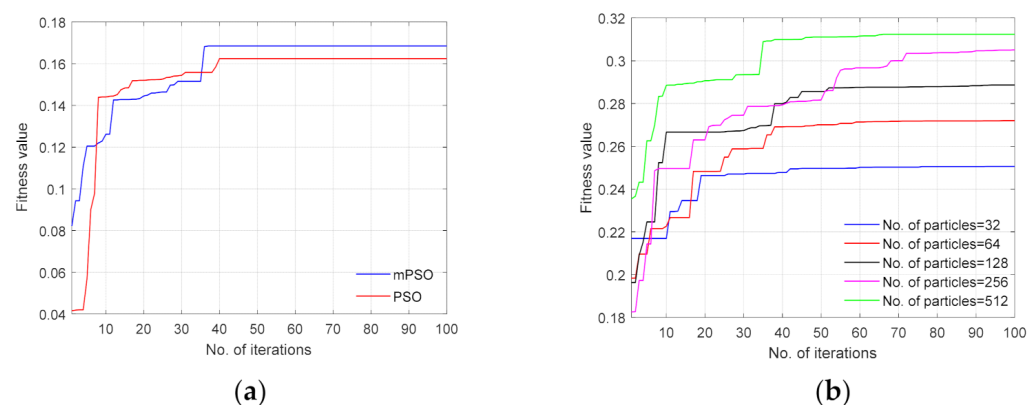 0.18
0.16
0.14
0.12
0.1
0.08
0.06
0.04
Fitness value
10 20 30 40 50 60 70 80 90 100
No. of iterations
mPSO
PSO
(a)
0.32
0.3
0.28
0.26
0.24
0.22
0.2
0.18
Fitness value
10 20 30 40 50 60 70 80 90 100
No. of iterations
No. of particles=32
No. of particles=64
No. of particles=128
No. of particles=256
No. of particles=512
(b)